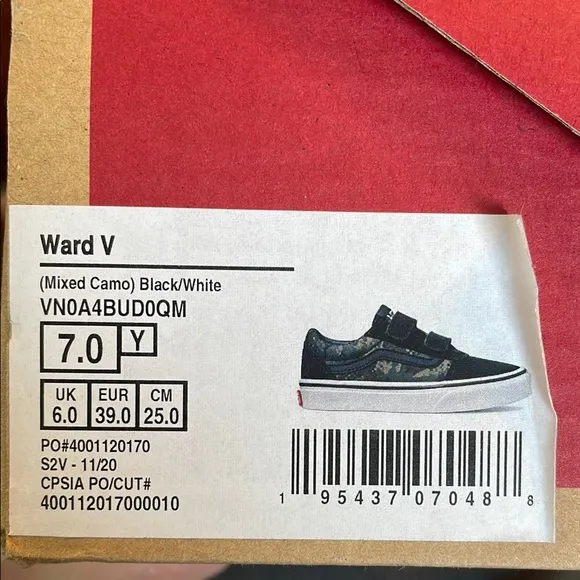 Ward V
(Mixed Camo) Black/White
VN0A4BUD0QM
7.0 Y
UK EUR CM
6.0 39.0 25.0
PO#4001120170
S2V - 11/20
CPSIA PO/CUT#
400112017000010
1 95437 07048 8